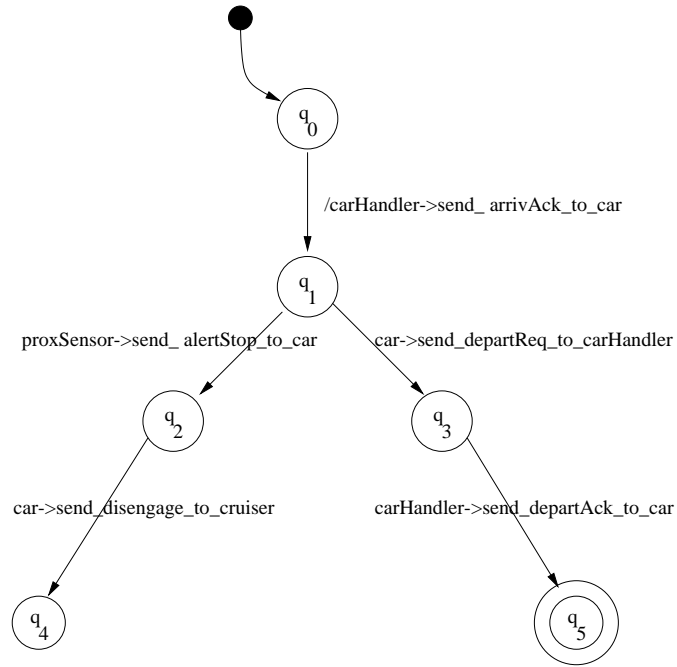 q0
/carHandler->send_ arrivAck_to_car
q1
proxSensor->send_ alertStop_to_car
car->send_departReq_to_carHandler
q2
q3
car->send_disengage_to_cruiser
carHandler->send_departAck_to_car
q4
q5